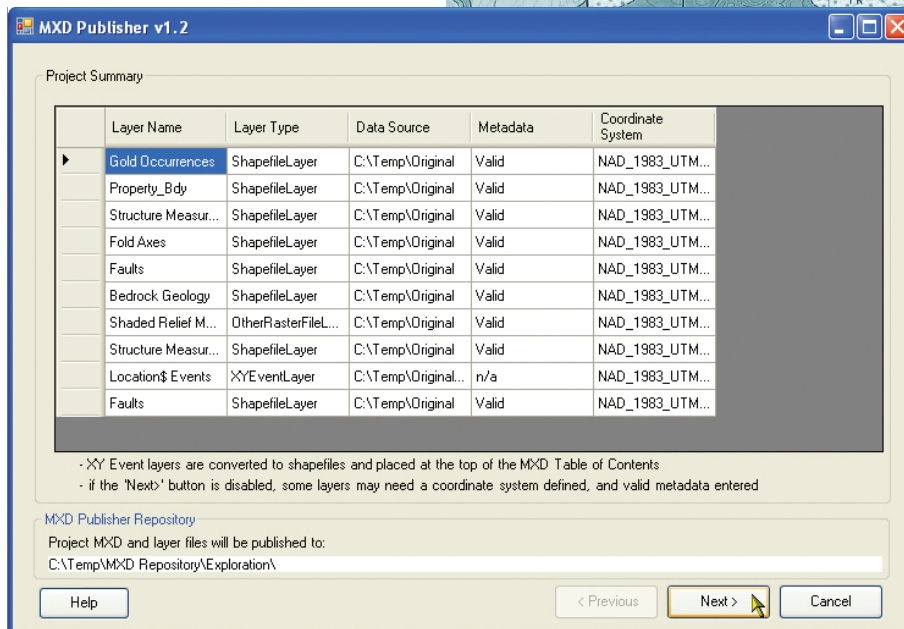 MXD Publisher v1.2
Project Summary
Layer Name Layer Type Data Source Metadata Coordinate System
Gold Occurrences ShapefileLayer C:\Temp\Original Valid NAD_1983_UTM...
Property_Bdy ShapefileLayer C:\Temp\Original Valid NAD_1983_UTM...
Structure Measur... ShapefileLayer C:\Temp\Original Valid NAD_1983_UTM...
Fold Axes ShapefileLayer C:\Temp\Original Valid NAD_1983_UTM...
Faults ShapefileLayer C:\Temp\Original Valid NAD_1983_UTM...
Bedrock Geology ShapefileLayer C:\Temp\Original Valid NAD_1983_UTM...
Shaded Relief M... OtherRasterFileL... C:\Temp\Original Valid NAD_1983_UTM...
Structure Measur... ShapefileLayer C:\Temp\Original Valid NAD_1983_UTM...
Location$ Events XYEventLayer C:\Temp\Original... n/a NAD_1983_UTM...
Faults ShapefileLayer C:\Temp\Original Valid NAD_1983_UTM...
- XY Event layers are converted to shapefiles and placed at the top of the MXD Table of Contents
- if the 'Next>' button is disabled, some layers may need a coordinate system defined, and valid metadata entered
MXD Publisher Repository
Project MXD and layer files will be published to:
C:\Temp\MXD Repository\Exploration\
Help < Previous Next > Cancel